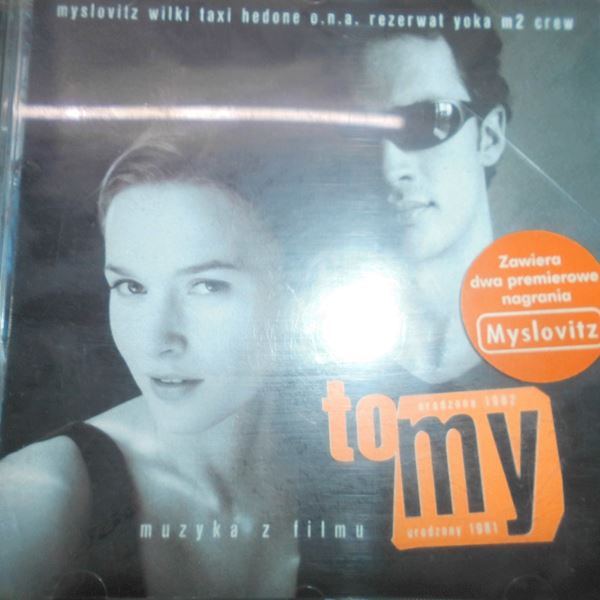 myslovitz wilki taxi hedone o.n.a. rezerwat yoka m2 crew
Zawiera
dwa premierowe
nagrania
Myslovitz
urodzony 1982
to my
urodzony 1981
muzyka z filmu